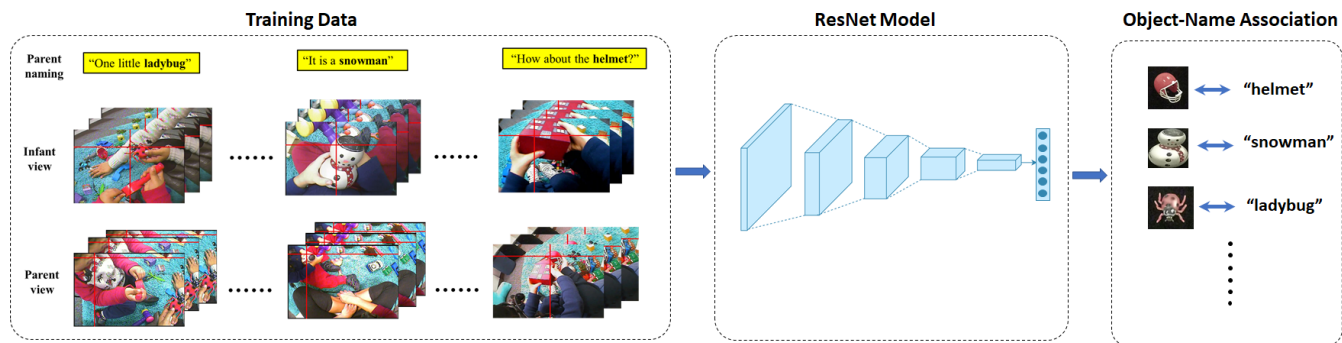 Training Data
ResNet Model
Object-Name Association
Parent
naming
“One little ladybug”
“It is a snowman”
“How about the helmet?”
Infant
view
Parent
view
“helmet”
“snowman”
“ladybug”